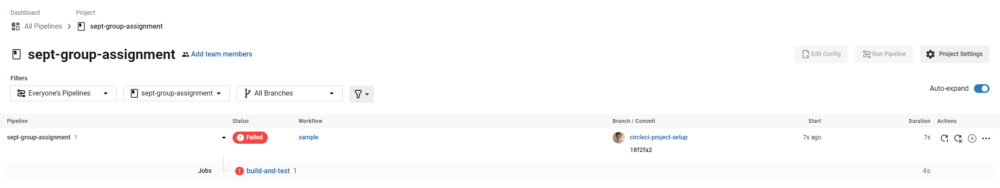 Dashboard Project
All Pipelines sept-group-assignment
sept-group-assignment Add team members Edit Config Run Pipeline Project Settings
Filters
Everyone's Pipelines sept-group-assignment All Branches Auto-expand
Pipeline Status Workflow Branch / Commit Start Duration Actions
sept-group-assignment 1 Failed sample circleci-project-setup 7s ago 7s
18f2fa2
Jobs build-and-test 1 4s